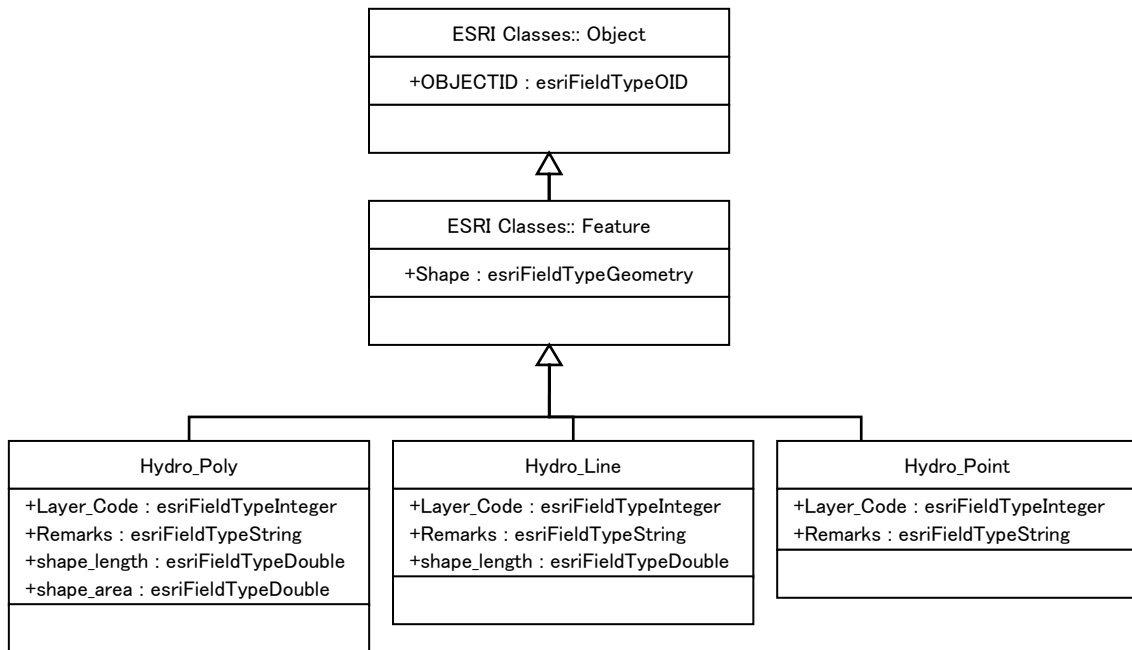 ESRI Classes:: Object
+OBJECTID : esriFieldTypeOID
ESRI Classes:: Feature
+Shape : esriFieldTypeGeometry
Hydro_Poly
+Layer_Code : esriFieldTypeInteger
+Remarks : esriFieldTypeString
+shape_length : esriFieldTypeDouble
+shape_area : esriFieldTypeDouble
Hydro_Line
+Layer_Code : esriFieldTypeInteger
+Remarks : esriFieldTypeString
+shape_length : esriFieldTypeDouble
Hydro_Point
+Layer_Code : esriFieldTypeInteger
+Remarks : esriFieldTypeString